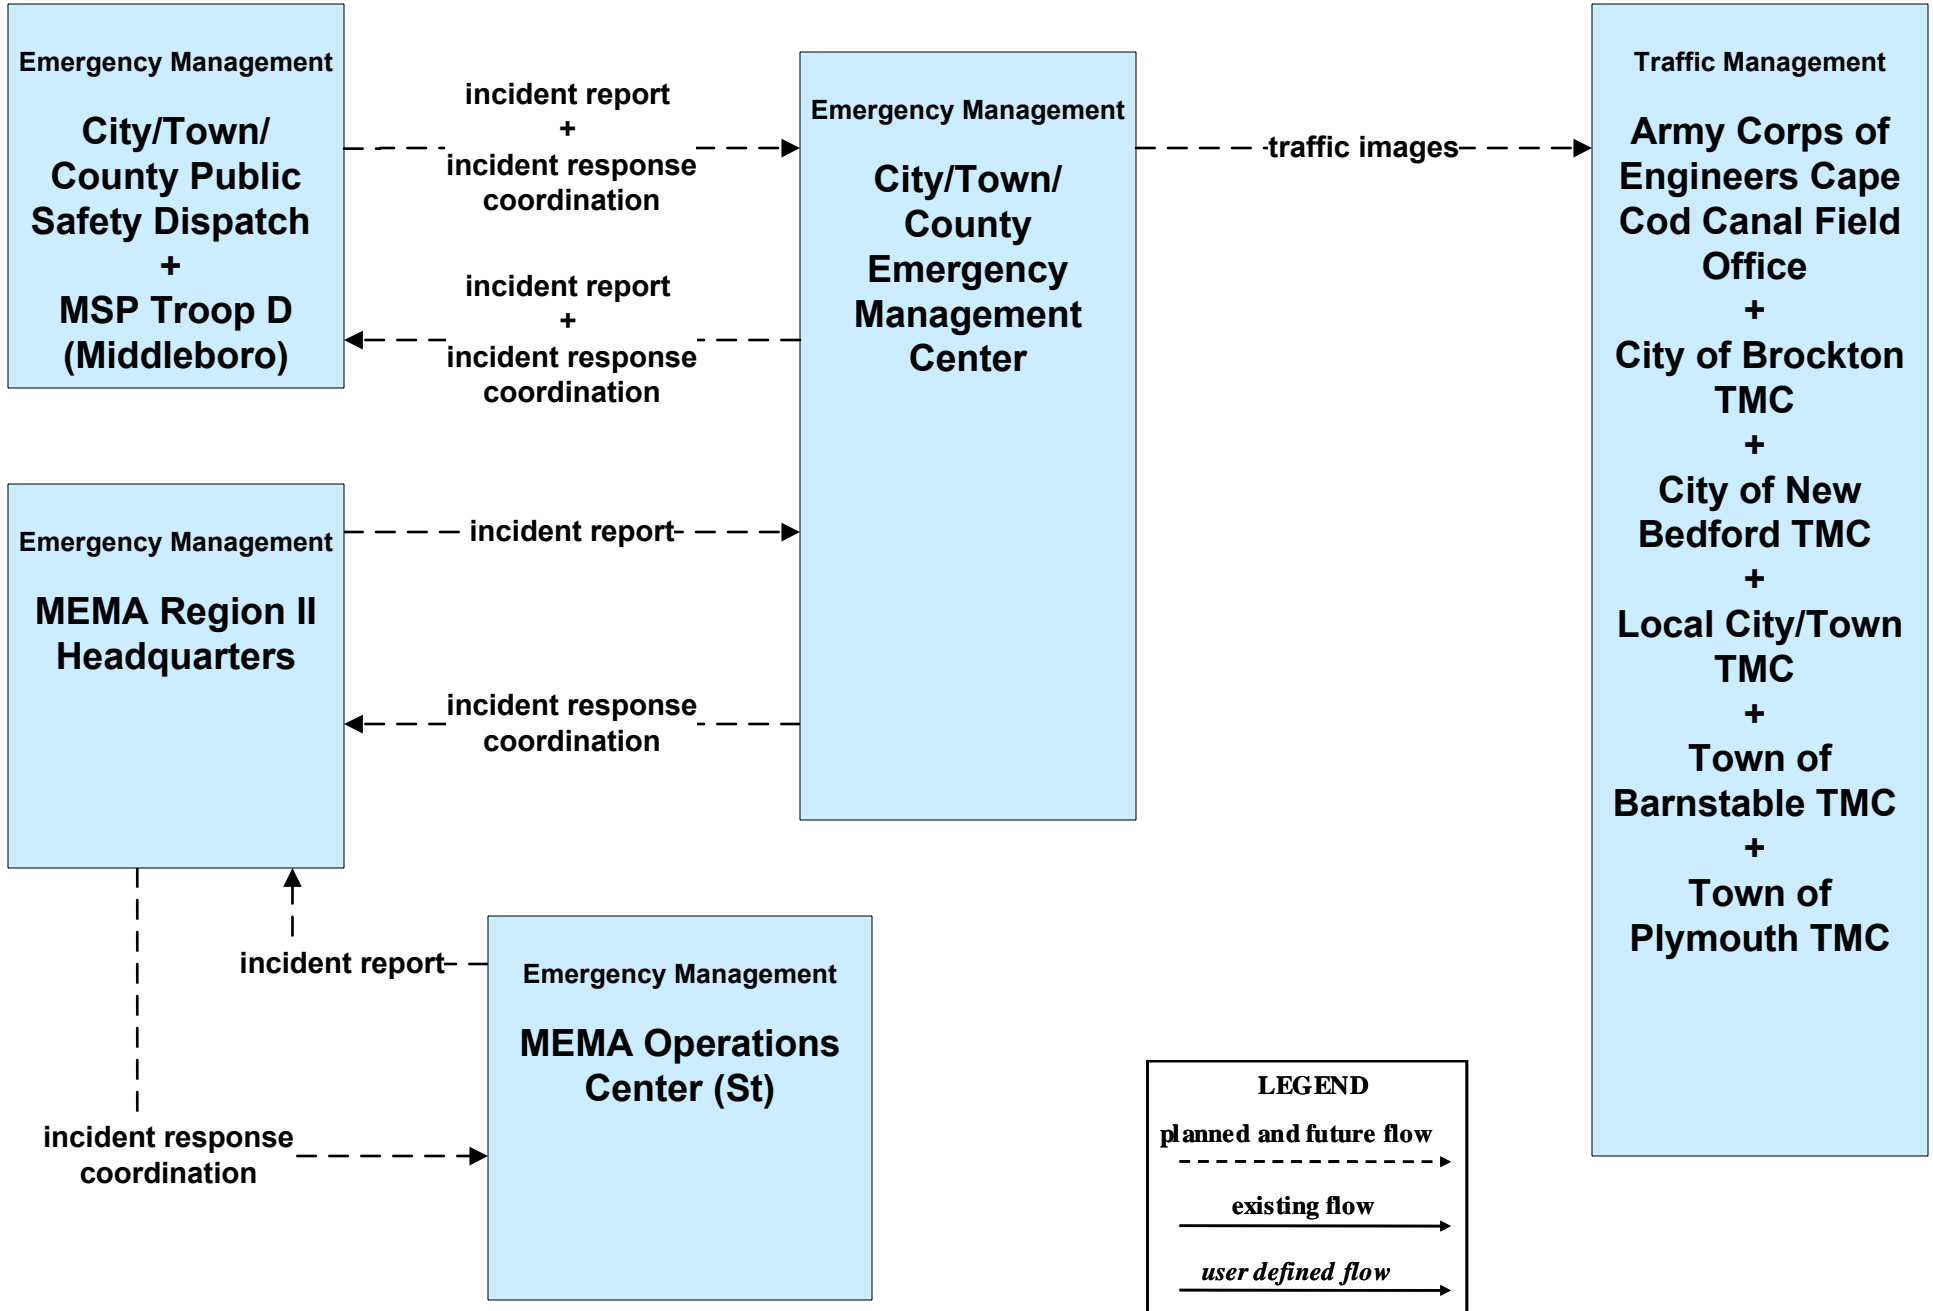 Emergency Management
City/Town/
County Public
Safety Dispatch
+
MSP Troop D
(Middleboro)
incident report
+
incident response
coordination
incident report
+
incident response
coordination
Emergency Management
City/Town/
County
Emergency
Management
Center
traffic images
Traffic Management
Army Corps of
Engineers Cape
Cod Canal Field
Office
+
City of Brockton
TMC
+
City of New
Bedford TMC
+
Local City/Town
TMC
+
Town of
Barnstable TMC
+
Town of
Plymouth TMC
Emergency Management
MEMA Region II
Headquarters
incident report
incident response
coordination
incident report
Emergency Management
MEMA Operations
Center (St)
incident response
coordination
LEGEND
planned and future flow
existing flow
user defined flow